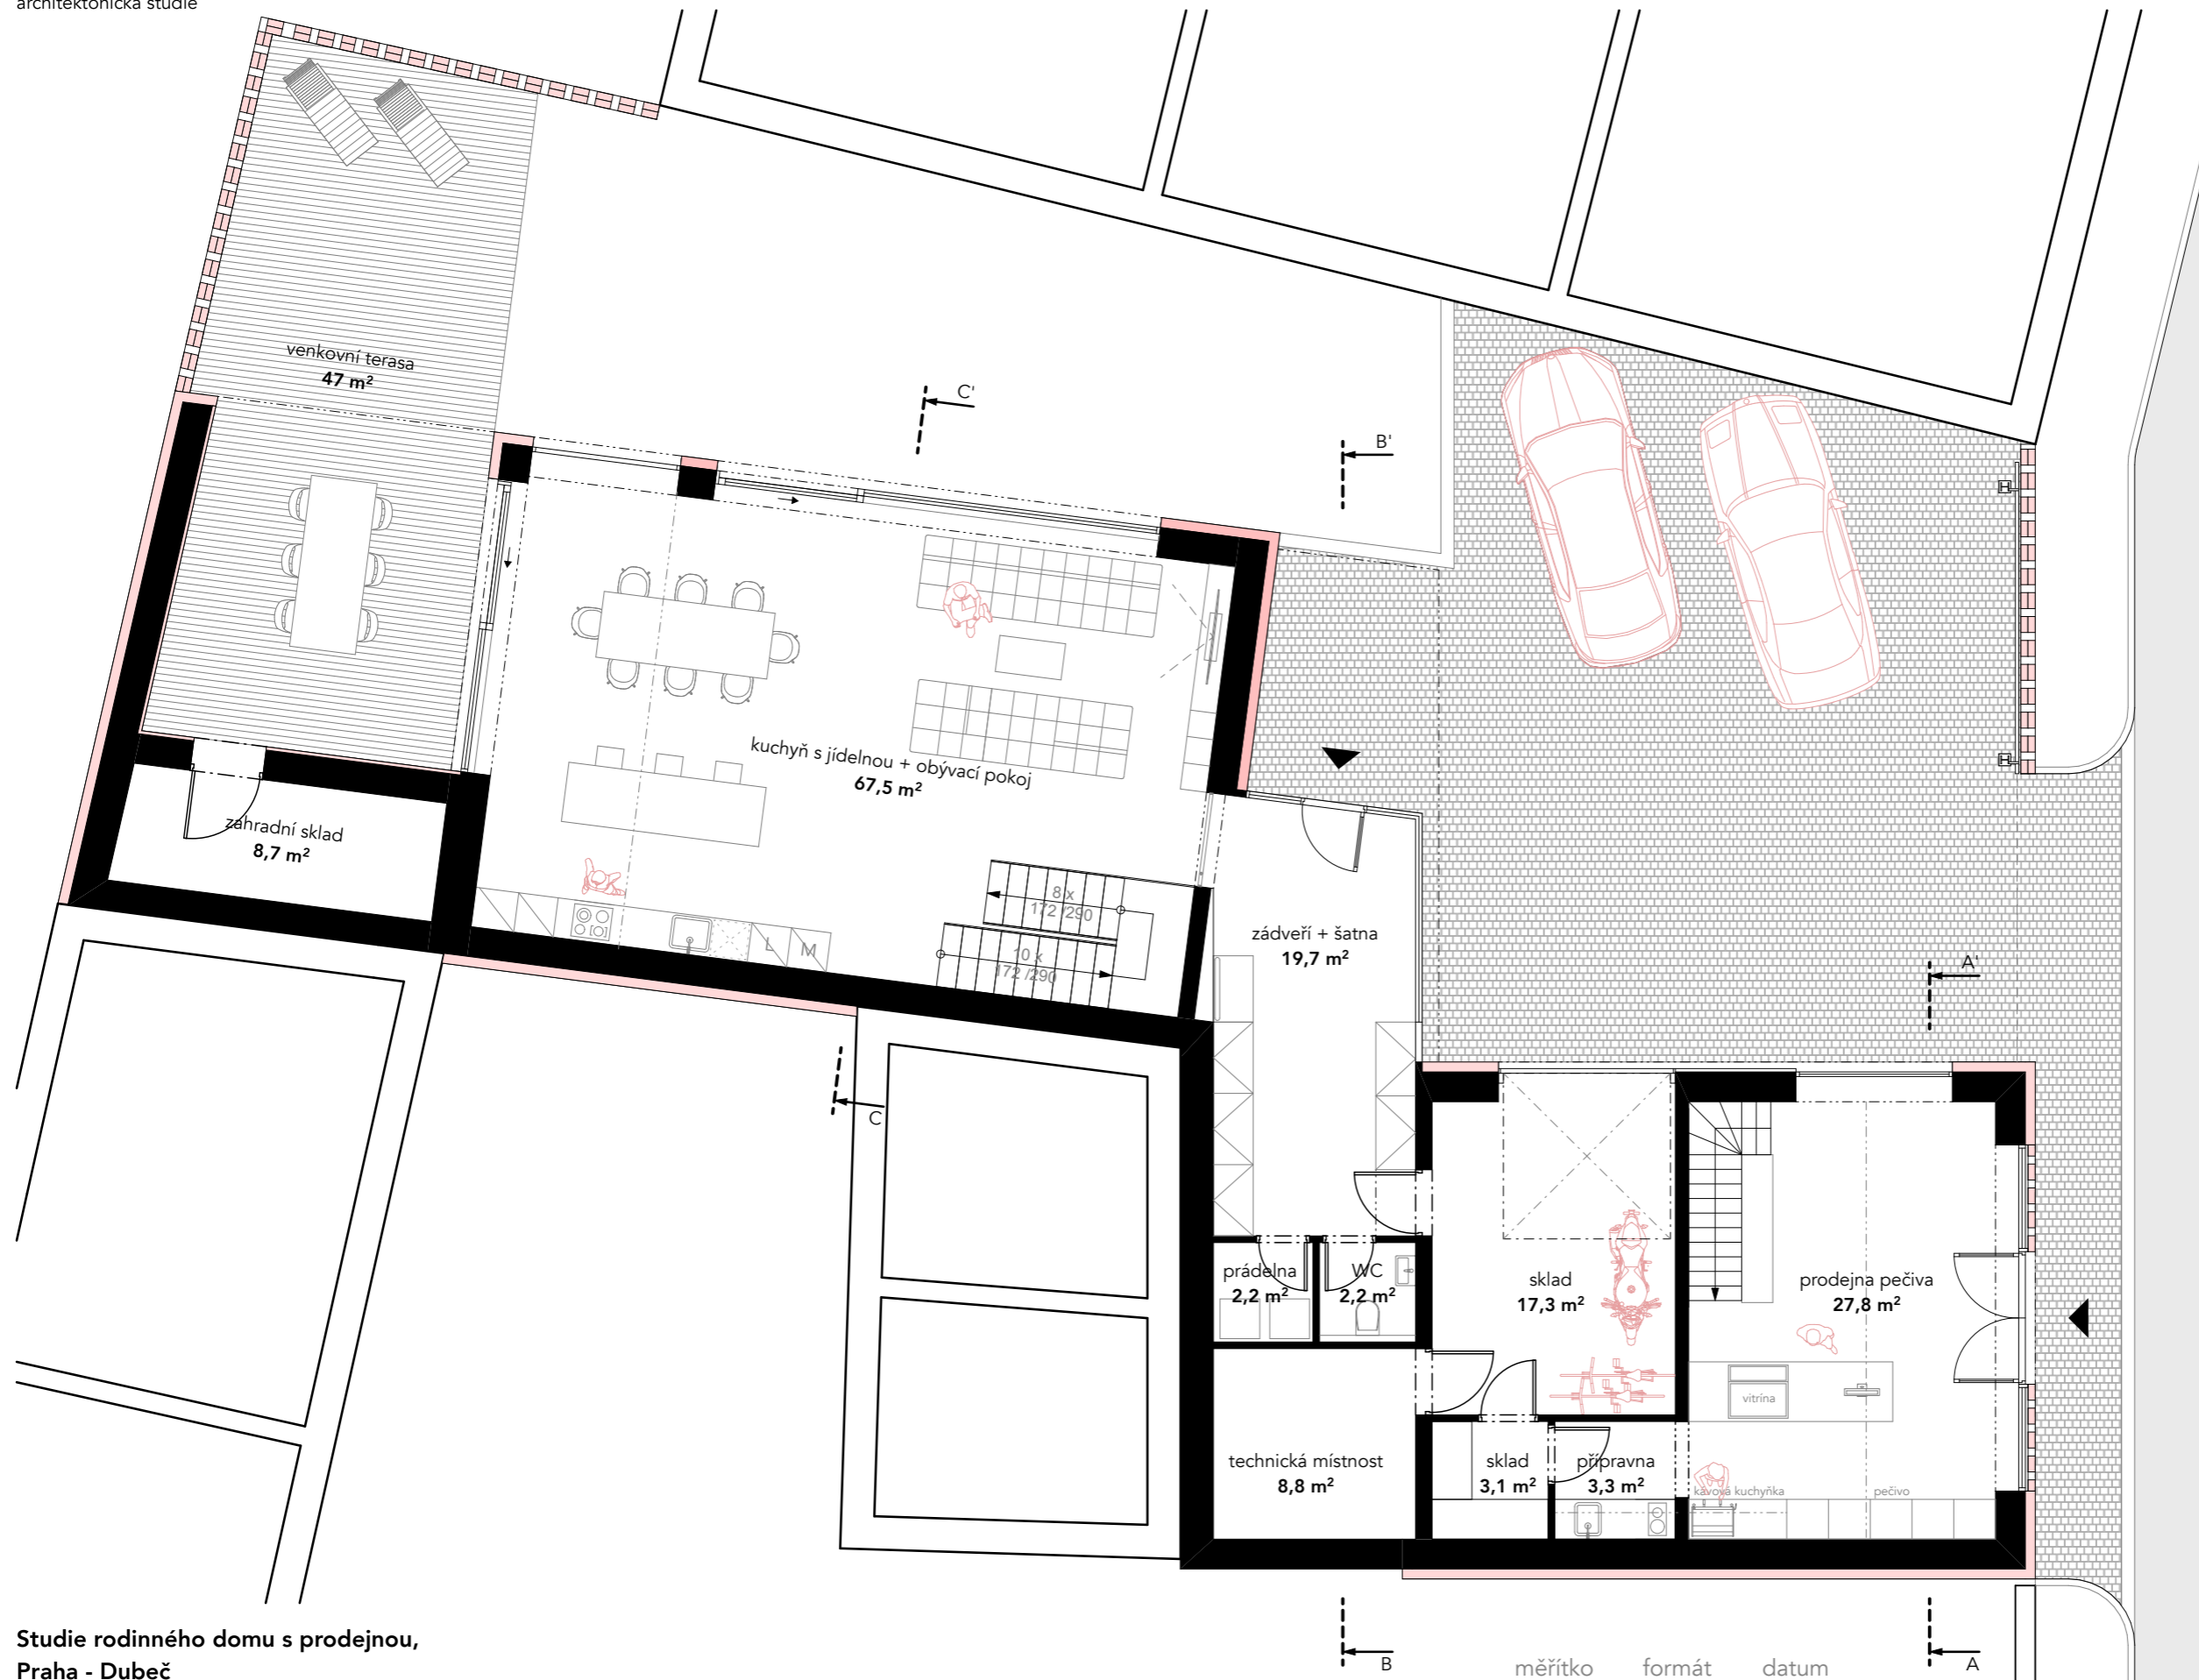 architektonická studie
venkovní terasa
47 m²
C'
B'
kuchyň s jídelnou + obývací pokoj
67,5 m²
zahradní sklad
8,7 m²
8 x
172 /290
10 x
172 /290
L
M
zádveří + šatna
19,7 m²
A'
C
prádelna
2,2 m²
WC
2,2 m²
sklad
17,3 m²
prodejna pečiva
27,8 m²
vitrína
technická místnost
8,8 m²
sklad
3,1 m²
přípravna
3,3 m²
kávová kuchyňka
pečivo
B
A
Studie rodinného domu s prodejnou,
Praha - Dubeč
měřítko formát datum